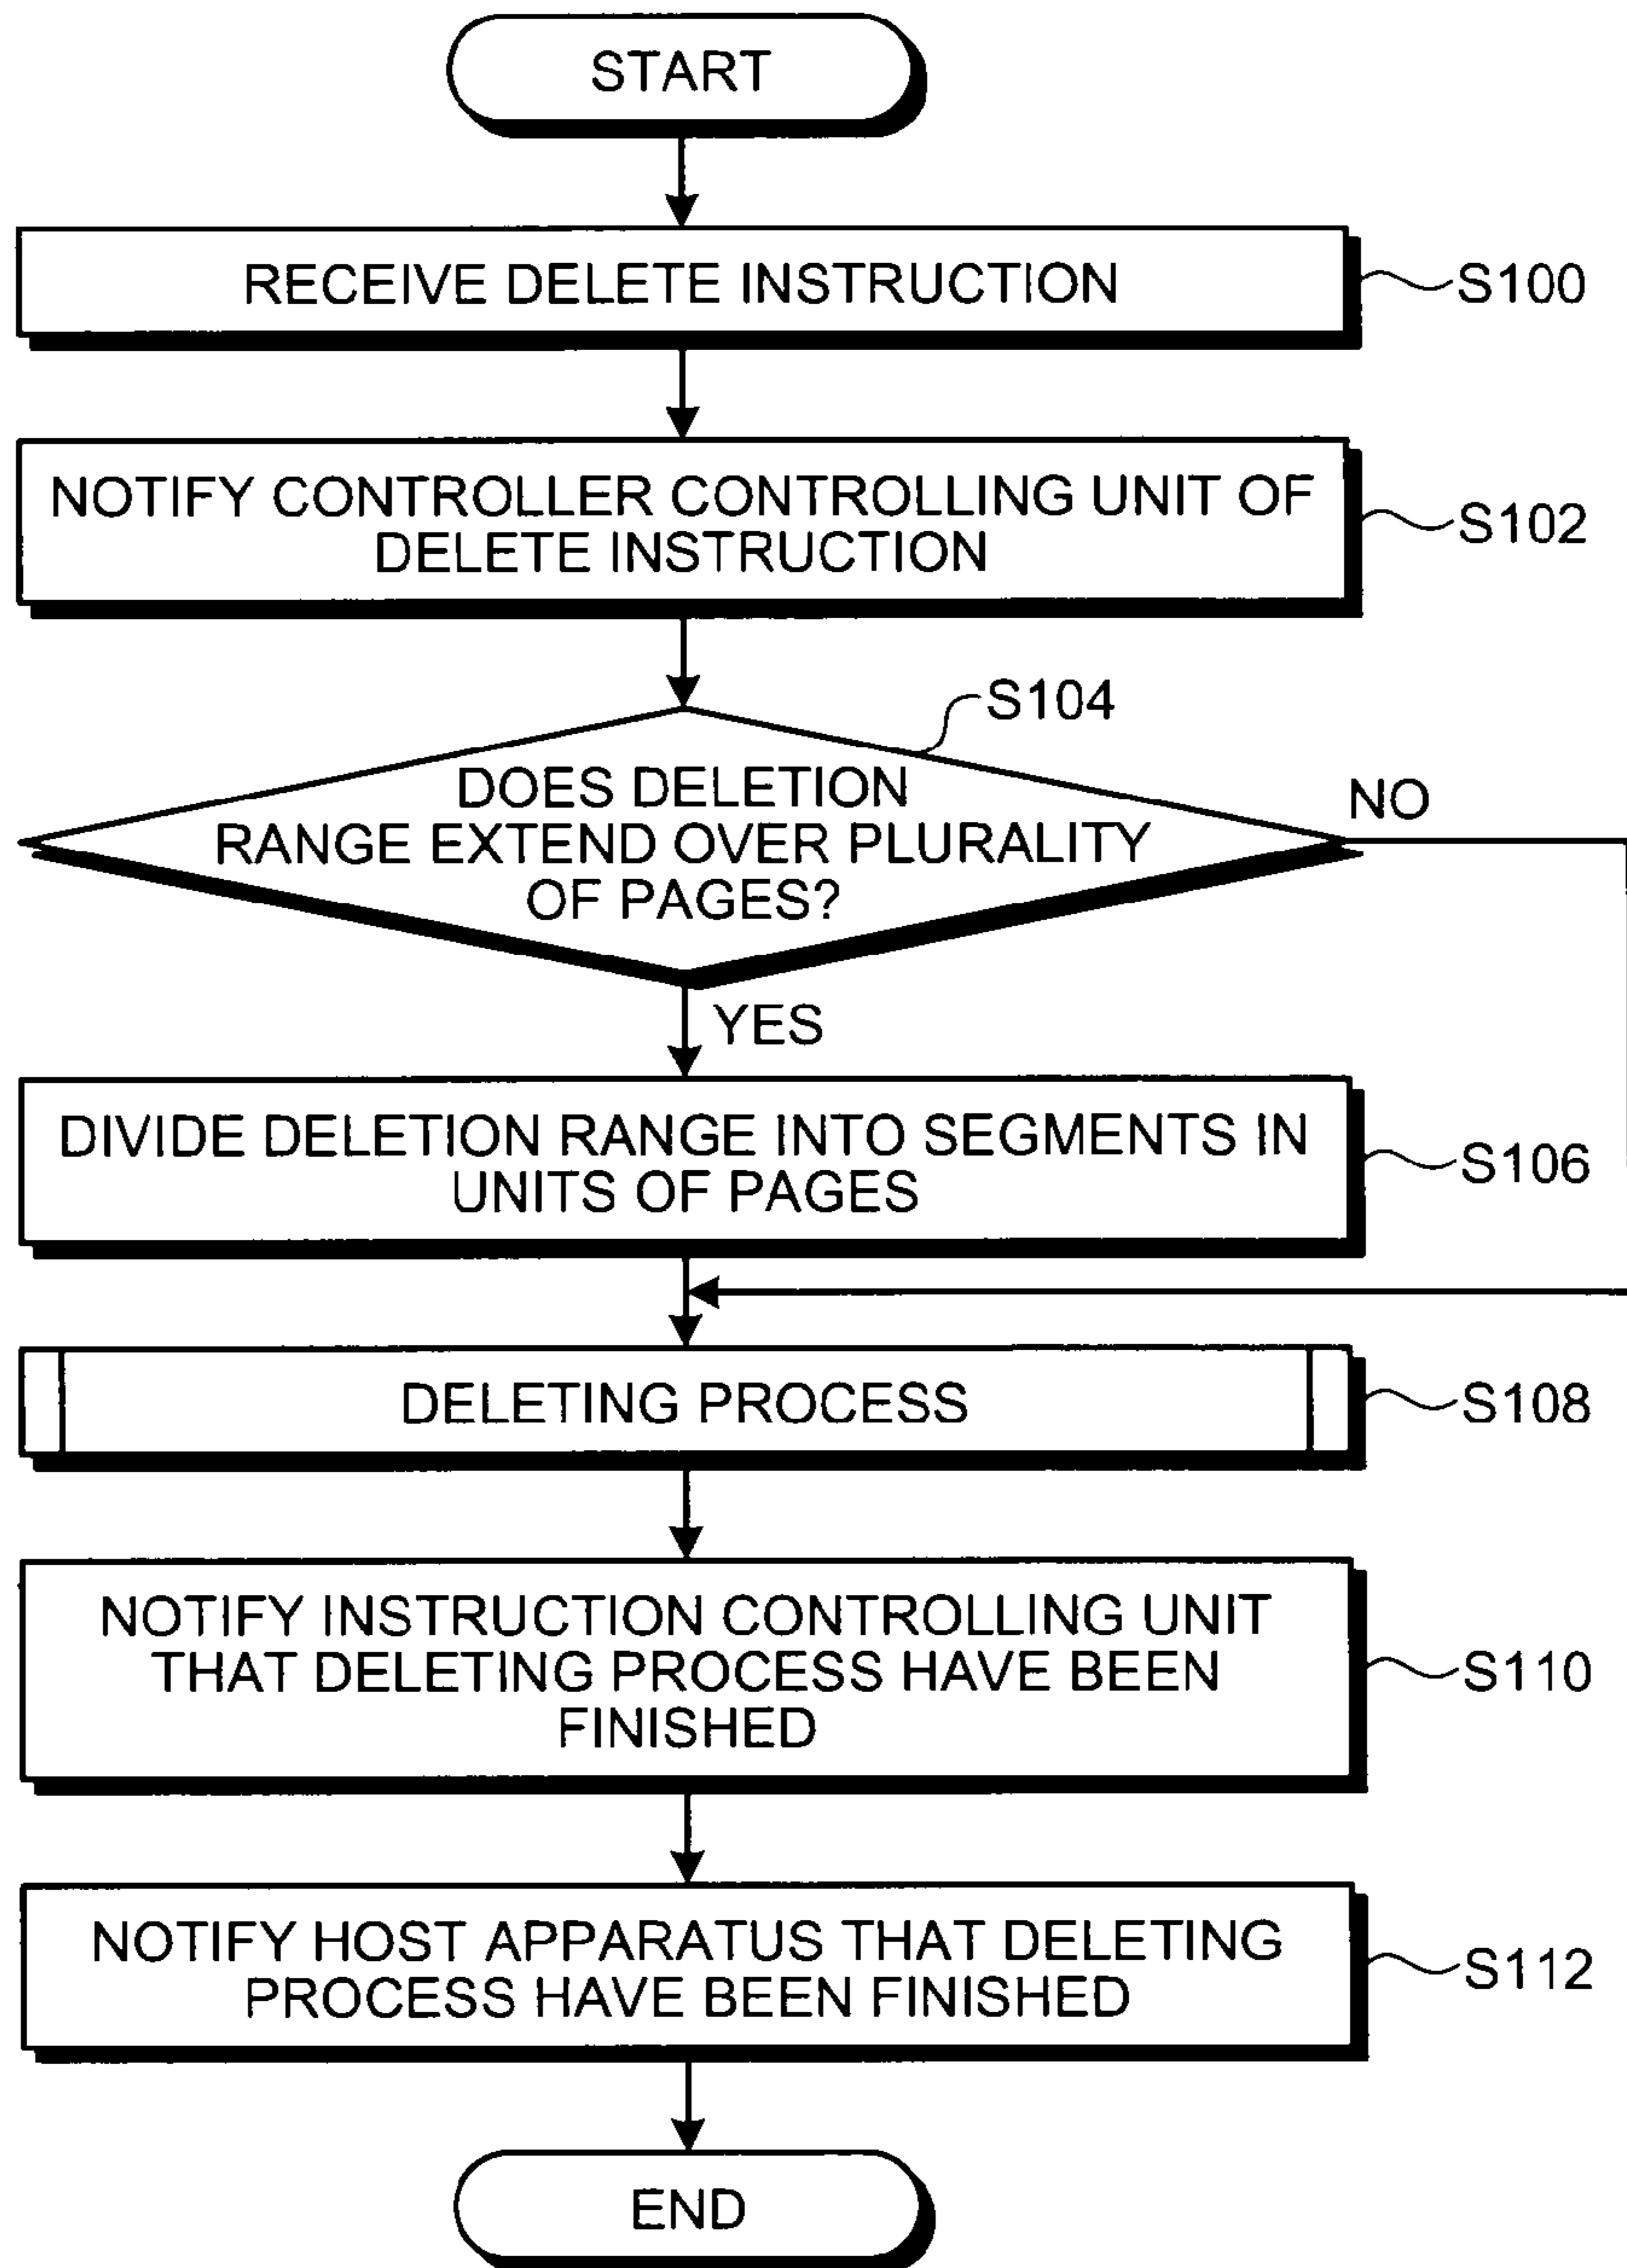 START
RECEIVE DELETE INSTRUCTION
S100
NOTIFY CONTROLLER CONTROLLING UNIT OF
DELETE INSTRUCTION
S102
S104
DOES DELETION
RANGE EXTEND OVER PLURALITY
OF PAGES?
NO
YES
DIVIDE DELETION RANGE INTO SEGMENTS IN
UNITS OF PAGES
S106
DELETING PROCESS
S108
NOTIFY INSTRUCTION CONTROLLING UNIT
THAT DELETING PROCESS HAVE BEEN
FINISHED
S110
NOTIFY HOST APPARATUS THAT DELETING
PROCESS HAVE BEEN FINISHED
S112
END